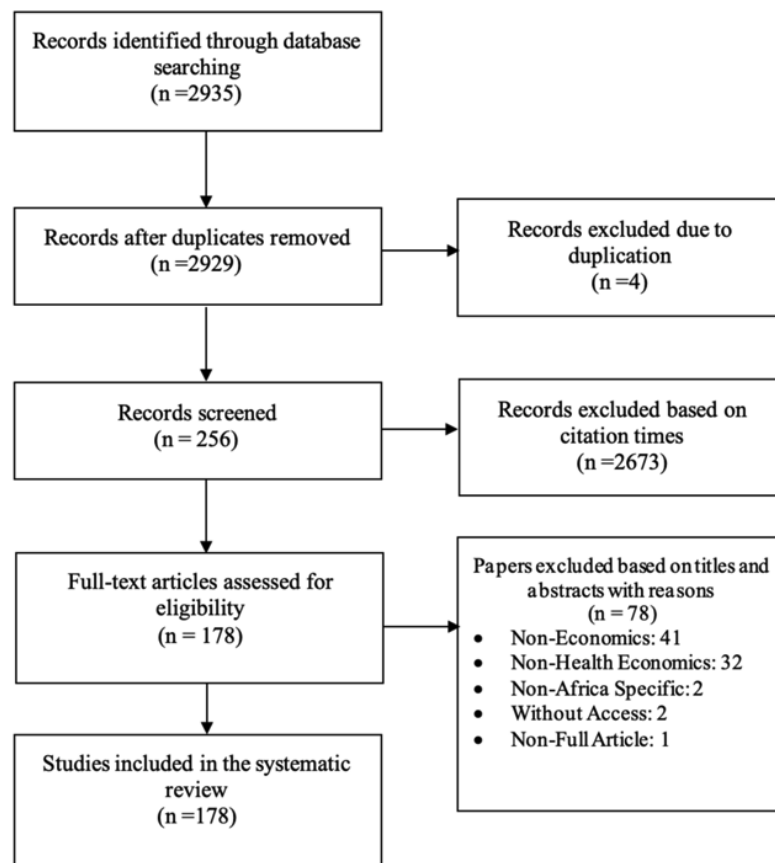 Records identified through database
searching
(n =2935)
Records after duplicates removed
(n =2929)
Records excluded due to
duplication
(n =4)
Records screened
(n = 256)
Records excluded based on
citation times
(n =2673)
Full-text articles assessed for
eligibility
(n = 178)
Papers excluded based on titles and
abstracts with reasons
(n = 78)
• Non-Economics: 41
• Non-Health Economics: 32
• Non-Africa Specific: 2
• Without Access: 2
• Non-Full Article: 1
Studies included in the systematic
review
(n =178)